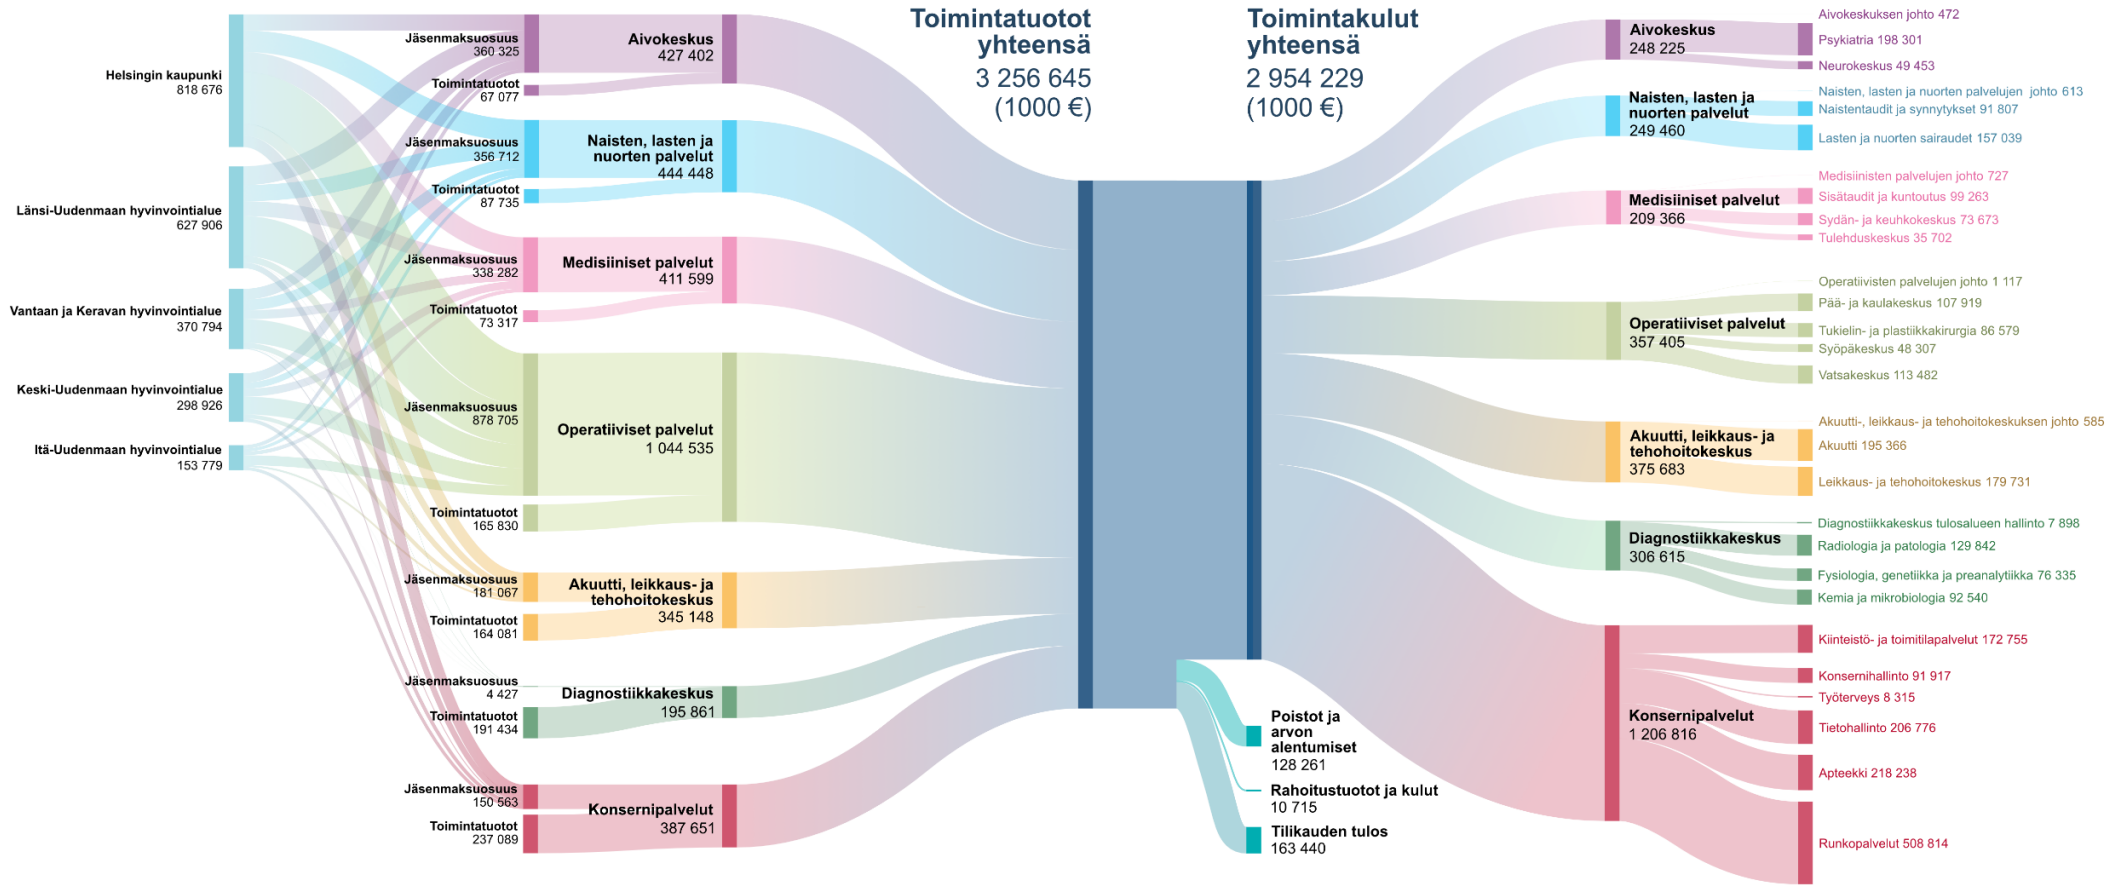 Helsingin kaupunki
818 676
Länsi-Uudenmaan hyvinvointialue
627 906
Vantaan ja Keravan hyvinvointialue
370 794
Keski-Uudenmaan hyvinvointialue
298 926
Itä-Uudenmaan hyvinvointialue
153 779
Jäsenmaksuosuus
360 325
Toimintatuotot
67 077
Jäsenmaksuosuus
356 712
Toimintatuotot
87 735
Jäsenmaksuosuus
338 282
Toimintatuotot
73 317
Jäsenmaksuosuus
878 705
Toimintatuotot
165 830
Jäsenmaksuosuus
181 067
Toimintatuotot
164 081
Jäsenmaksuosuus
4 427
Toimintatuotot
191 434
Jäsenmaksuosuus
150 563
Toimintatuotot
237 089
Aivokeskus
427 402
Naisten, lasten ja
nuorten palvelut
444 448
Medisiiniset palvelut
411 599
Operatiiviset palvelut
1 044 535
Akuutti, leikkaus- ja
tehohoitokeskus
345 148
Diagnostiikkakeskus
195 861
Konsernipalvelut
387 651
Toimintatuotot
yhteensä
3 256 645
(1000 €)
Toimintakulut
yhteensä
2 954 229
(1000 €)
Poistot ja
arvon
alentumiset
128 261
Rahoitustuotot ja kulut
10 715
Tilikauden tulos
163 440
Aivokeskus
248 225
Naisten, lasten ja
nuorten palvelut
249 460
Medisiiniset palvelut
209 366
Operatiiviset palvelut
357 405
Akuutti, leikkaus- ja
tehohoitokeskus
375 683
Diagnostiikkakeskus
306 615
Konsernipalvelut
1 206 816
Aivokeskuksen johto 472
Psykiatria 198 301
Neurokeskus 49 453
Naisten, lasten ja nuorten palvelujen johto 613
Naistentaudit ja synnytykset 91 807
Lasten ja nuorten sairaudet 157 039
Medisiinisten palvelujen johto 727
Sisätaudit ja kuntoutus 99 263
Sydän- ja keuhkokeskus 73 673
Tulehduskeskus 35 702
Operatiivisten palvelujen johto 1 117
Pää- ja kaulakeskus 107 919
Tukielin- ja plastiikkakirurgia 86 579
Syöpäkeskus 48 307
Vatsakeskus 113 482
Akuutti-, leikkaus- ja tehohoitokeskuksen johto 585
Akuutti 195 366
Leikkaus- ja tehohoitokeskus 179 731
Diagnostiikkakeskus tulosalueen hallinto 7 898
Radiologia ja patologia 129 842
Fysiologia, genetiikka ja preanalytiikka 76 335
Kemia ja mikrobiologia 92 540
Kiinteistö- ja toimitilapalvelut 172 755
Konsernihallinto 91 917
Työterveys 8 315
Tietohallinto 206 776
Apteekki 218 238
Runkopalvelut 508 814